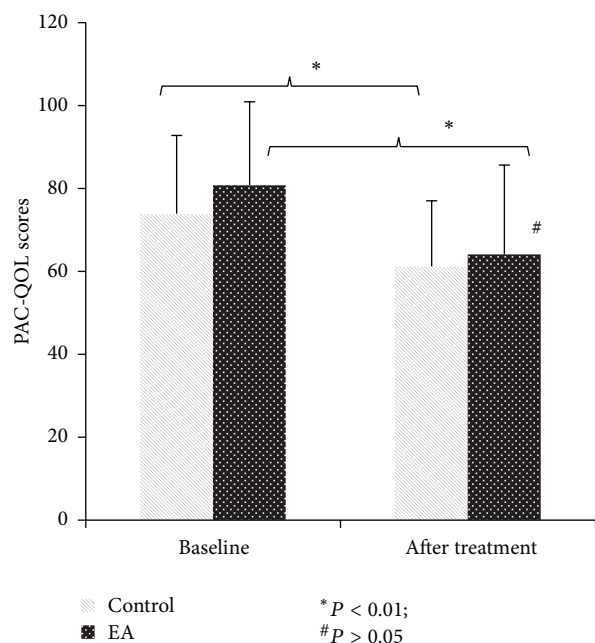 120
100
80
60
40
20
0
PAC-QOL scores
*
*
#
Baseline After treatment
Control
EA
*P < 0.01;
#P > 0.05